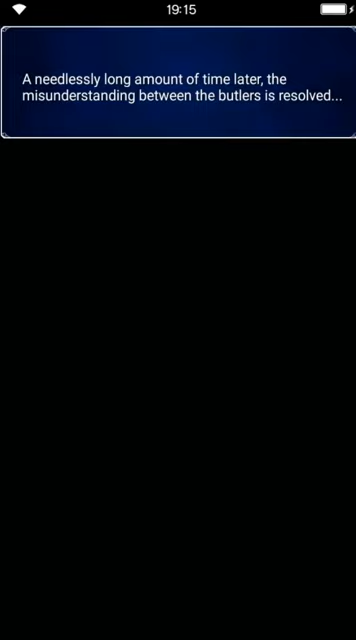 19:15
A needlessly long amount of time later, the
misunderstanding between the butlers is resolved...